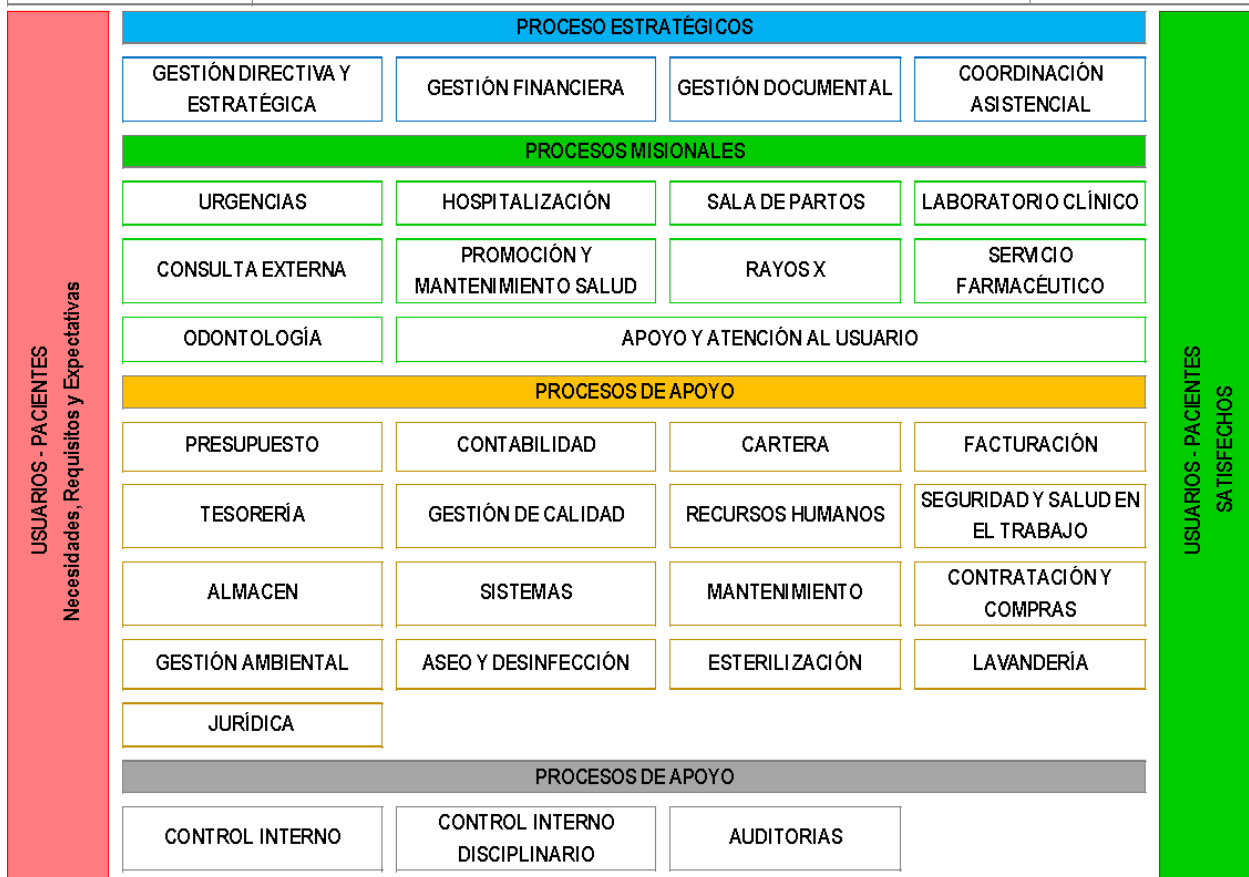 PROCESO ESTRATÉGICOS
GESTIÓN DIRECTIVA Y
ESTRATÉGICA
GESTIÓN FINANCIERA
GESTIÓN DOCUMENTAL
COORDINACIÓN
ASISTENCIAL
PROCESOS MISIONALES
URGENCIAS
HOSPITALIZACIÓN
SALA DE PARTOS
LABORATORIO CLÍNICO
CONSULTA EXTERNA
PROMOCIÓN Y
MANTENIMIENTO SALUD
RAYOS X
SERVICIO
FARMACÉUTICO
ODONTOLOGÍA
APOYO Y ATENCIÓN AL USUARIO
PROCESOS DE APOYO
PRESUPUESTO
CONTABILIDAD
CARTERA
FACTURACIÓN
TESORERÍA
GESTIÓN DE CALIDAD
RECURSOS HUMANOS
SEGURIDAD Y SALUD EN
EL TRABAJO
ALMACEN
SISTEMAS
MANTENIMIENTO
CONTRATACIÓN Y
COMPRAS
GESTIÓN AMBIENTAL
ASEO Y DESINFECCIÓN
ESTERILIZACIÓN
LAVANDERÍA
JURÍDICA
PROCESOS DE APOYO
CONTROL INTERNO
CONTROL INTERNO
DISCIPLINARIO
AUDITORIAS
USUARIOS - PACIENTES
Necesidades, Requisitos y Expectativas
USUARIOS - PACIENTES
SATISFECHOS